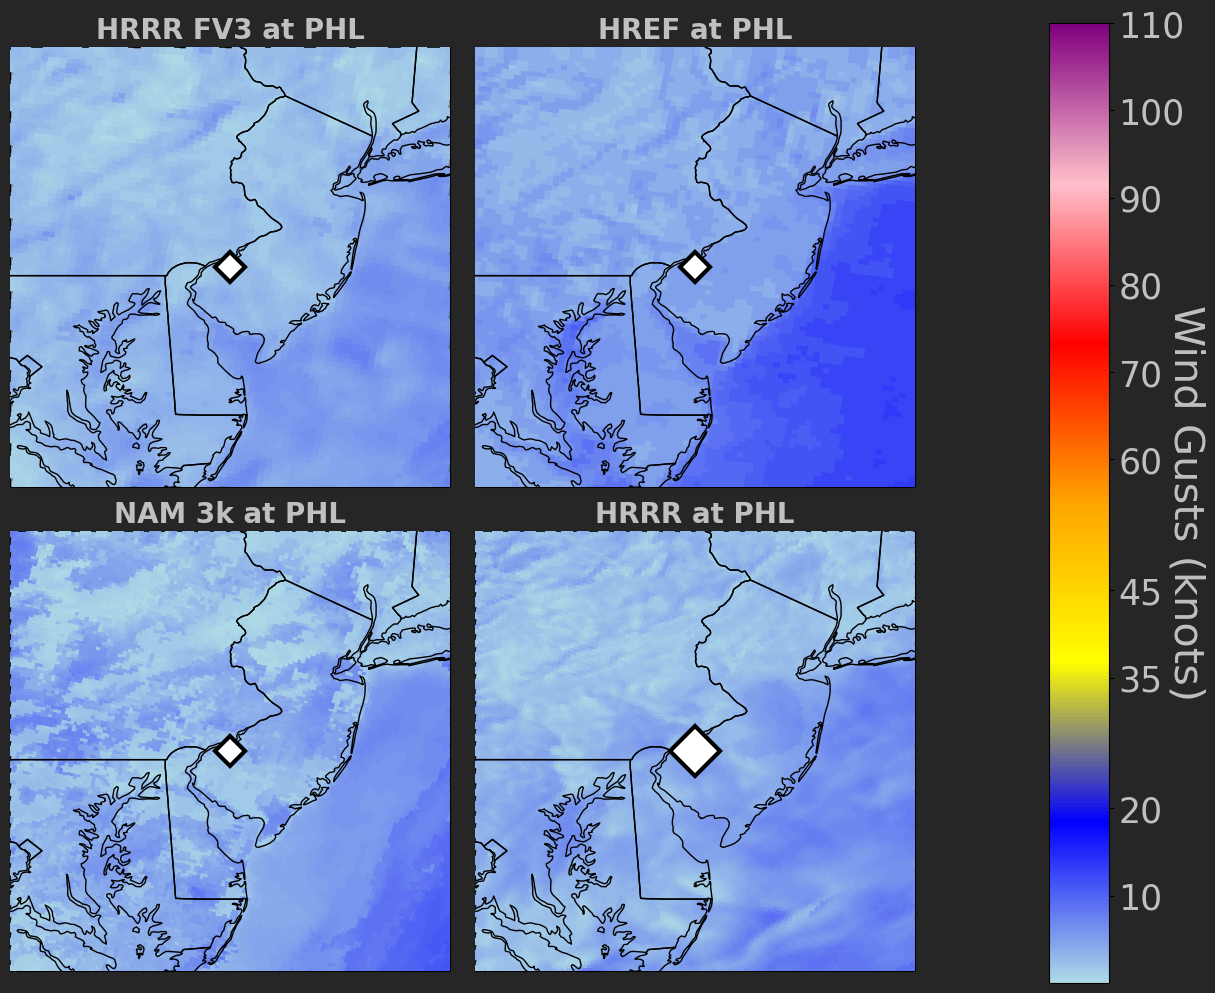 HRRR FV3 at PHL
HREF at PHL
NAM 3k at PHL
HRRR at PHL
110
100
90
80
70
60
45
35
20
10
Wind Gusts (knots)